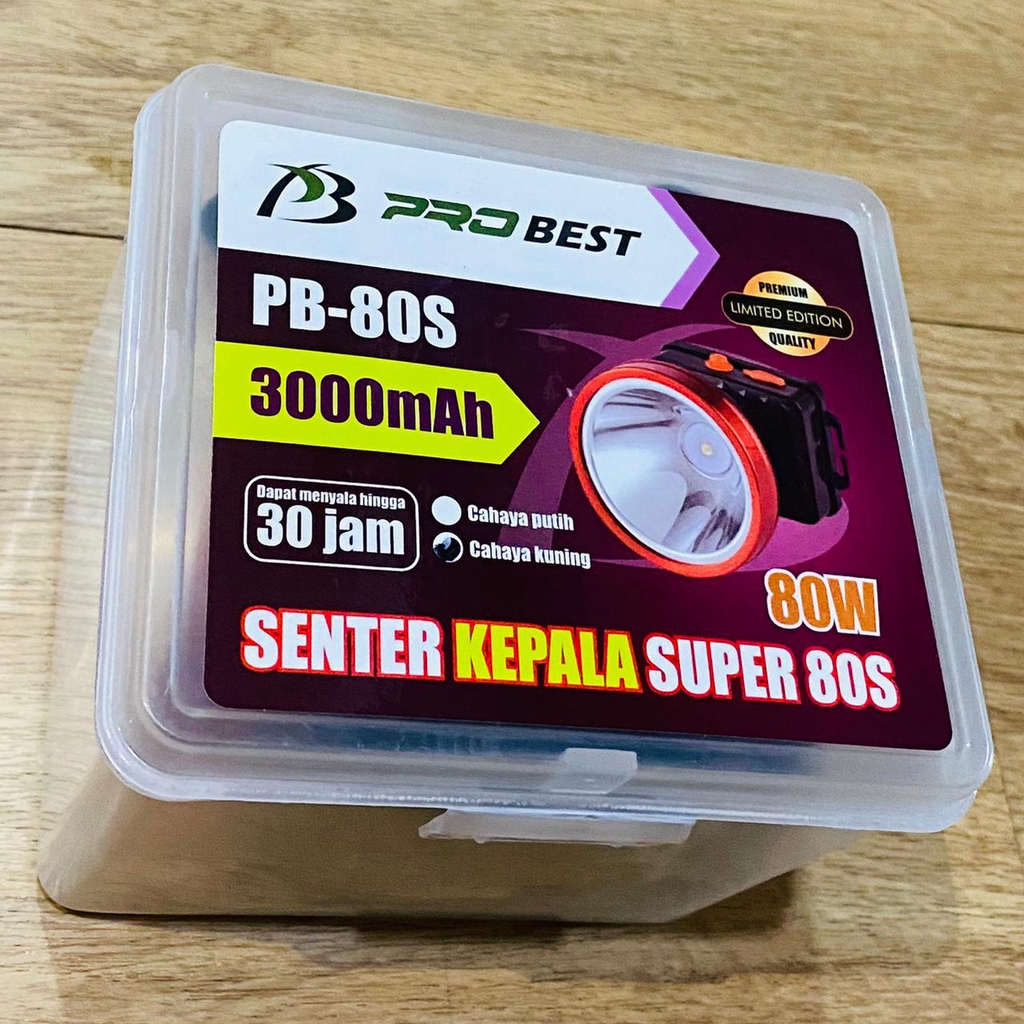 PB PRO BEST
PB-80S
3000mAh
PREMIUM
LIMITED EDITION
QUALITY
Dapat menyala hingga
30 jam
Cahaya putih
Cahaya kuning
80W
SENTER KEPALA SUPER 80S